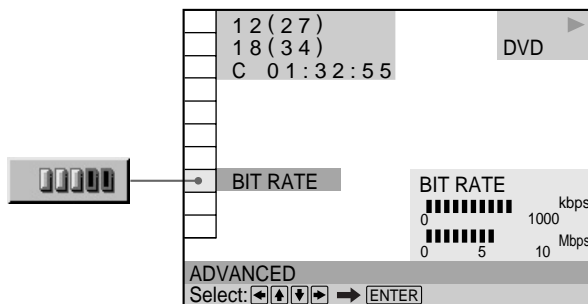 12(27)
18(34)
C 01:32:55
DVD
BIT RATE
BIT RATE
kbps
0 1000
Mbps
0 5 10
ADVANCED
Select: ENTER